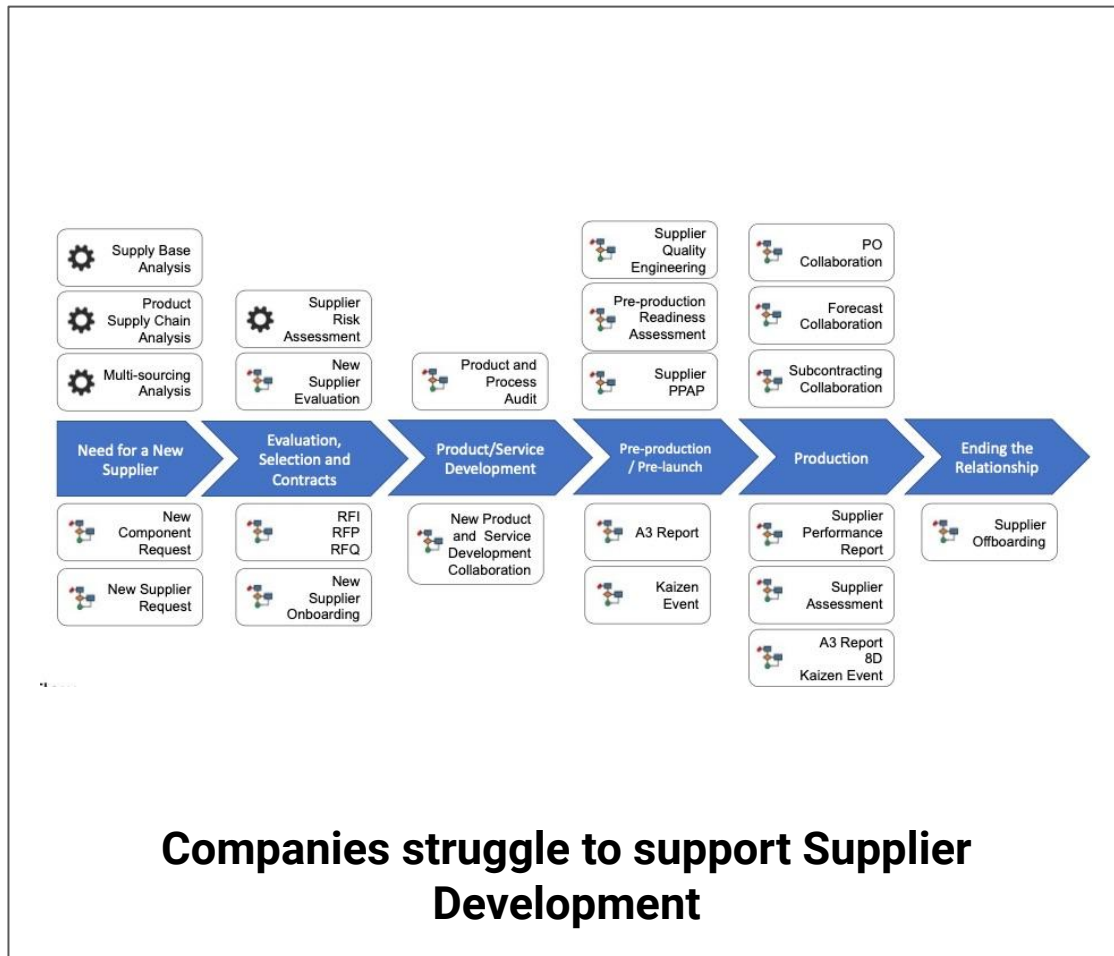 Supply Base
Analysis
Product
Supply Chain
Analysis
Multi-sourcing
Analysis
Supplier
Risk
Assessment
New
Supplier
Evaluation
Product and
Process
Audit
Supplier
Quality
Engineering
Pre-production
Readiness
Assessment
Supplier
PPAP
PO
Collaboration
Forecast
Collaboration
Subcontracting
Collaboration
Need for a New
Supplier
Evaluation,
Selection and
Contracts
Product/Service
Development
Pre-production
/ Pre-launch
Production
Ending the
Relationship
New
Component
Request
New Supplier
Request
RFI
RFP
RFQ
New
Supplier
Onboarding
New Product
and Service
Development
Collaboration
A3 Report
Kaizen
Event
Supplier
Performance
Report
Supplier
Assessment
A3 Report
8D
Kaizen Event
Supplier
Offboarding
Companies struggle to support Supplier
Development